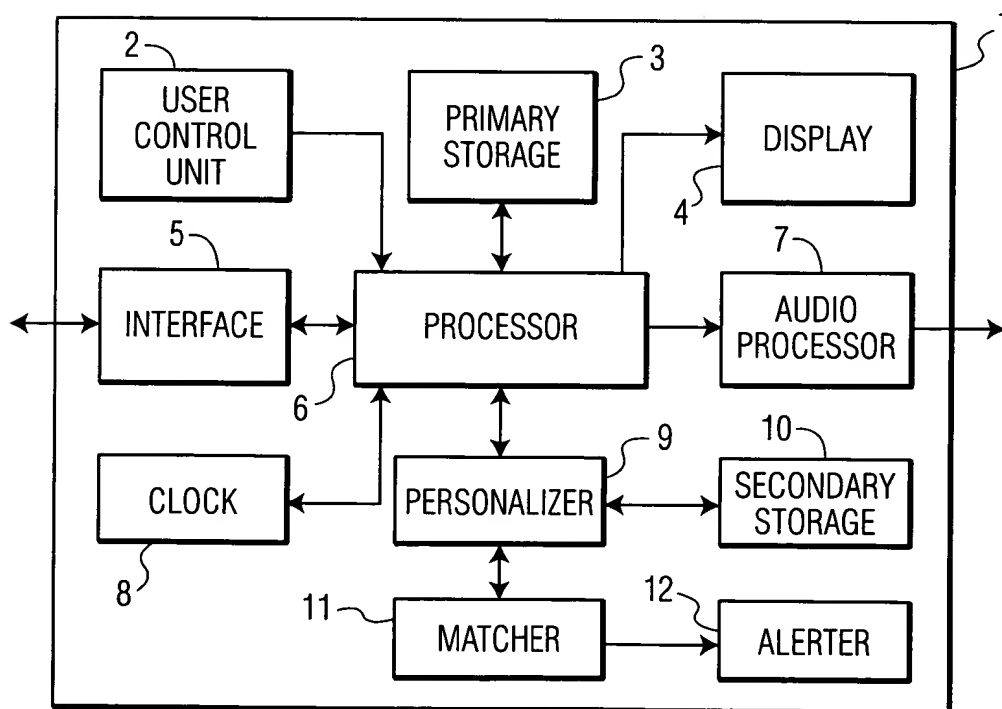 2
USER
CONTROL
UNIT
3
PRIMARY
STORAGE
DISPLAY
4
5
INTERFACE
PROCESSOR
6
7
AUDIO
PROCESSOR
CLOCK
8
9
PERSONALIZER
10
SECONDARY
STORAGE
11
MATCHER
12
ALERTER